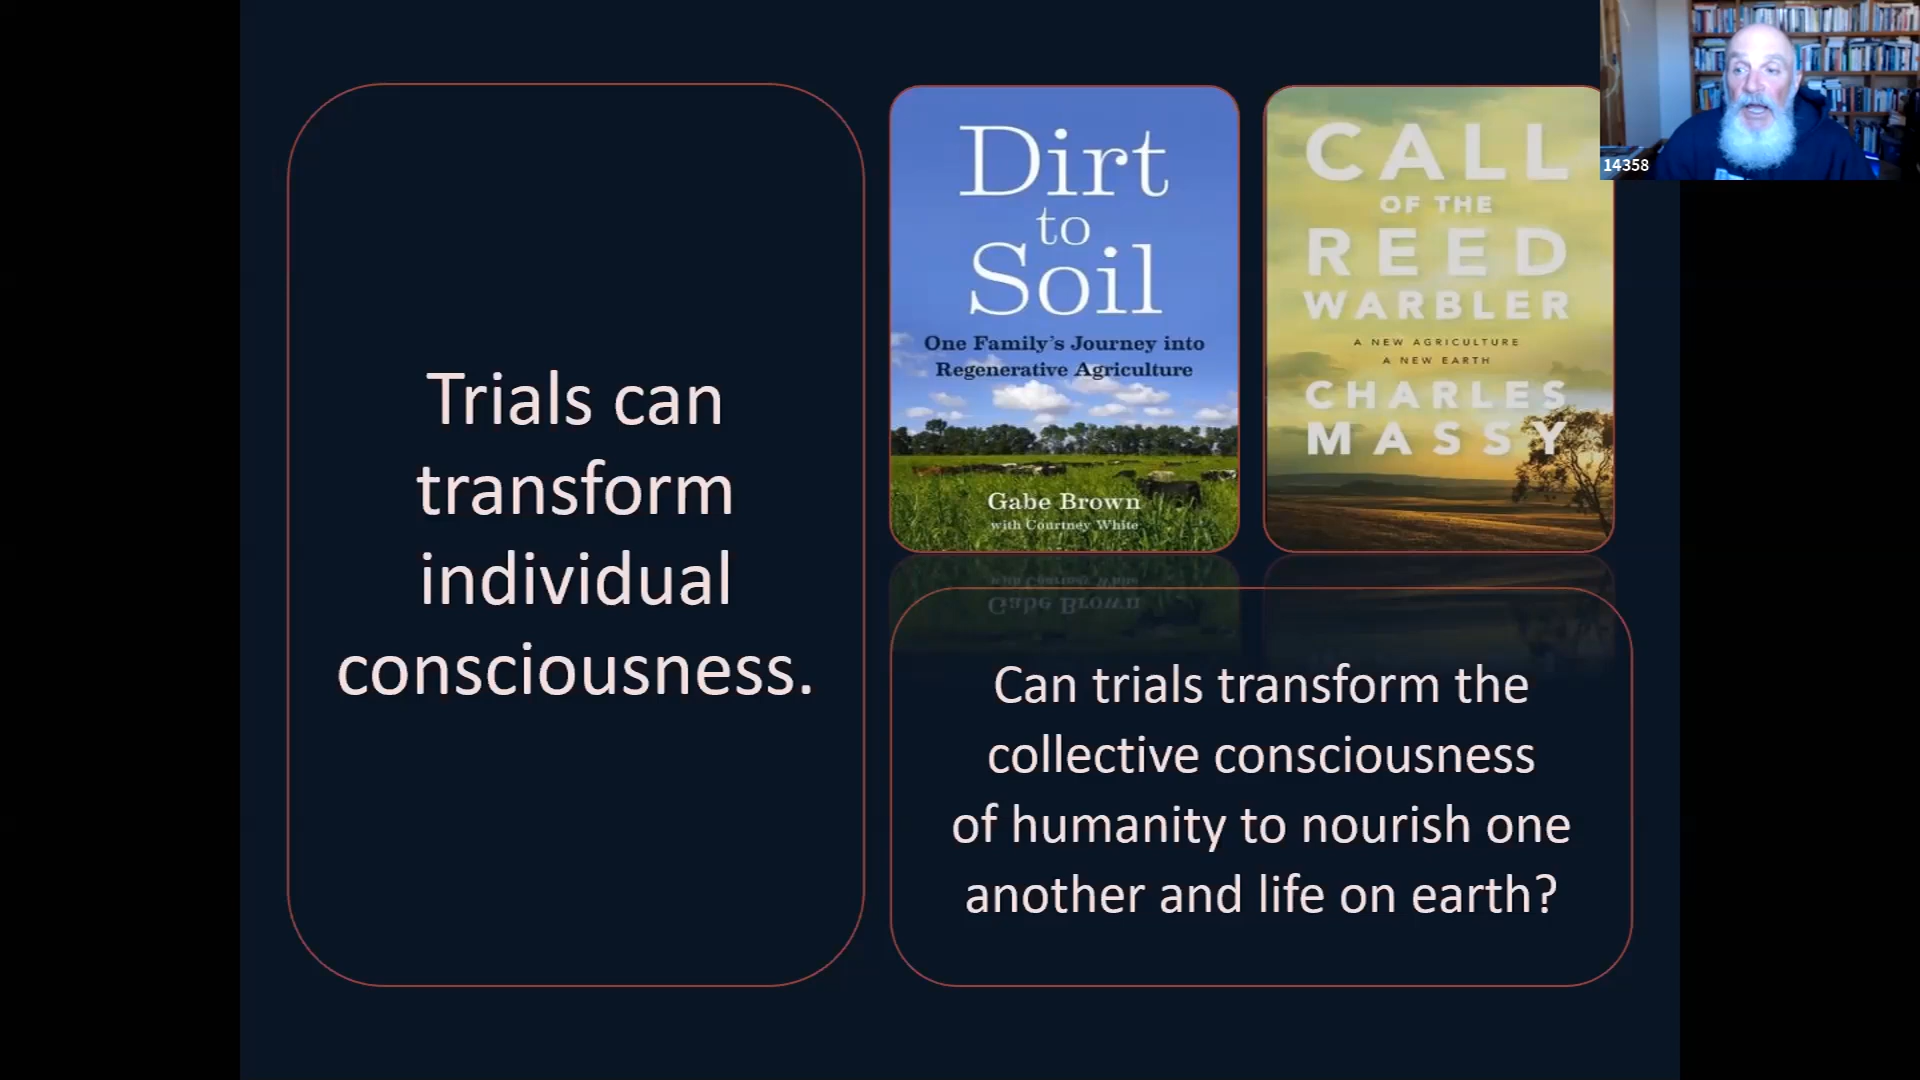 Trials can
transform
individual
consciousness.
Dirt
to
Soil
One Family's Journey into
Regenerative Agriculture
Gabe Brown
with Courtney White
CALL
OF THE
REED
WARBLER
A NEW AGRICULTURE
A NEW EARTH
CHARLES
MASSY
Can trials transform the
collective consciousness
of humanity to nourish one
another and life on earth?
14358